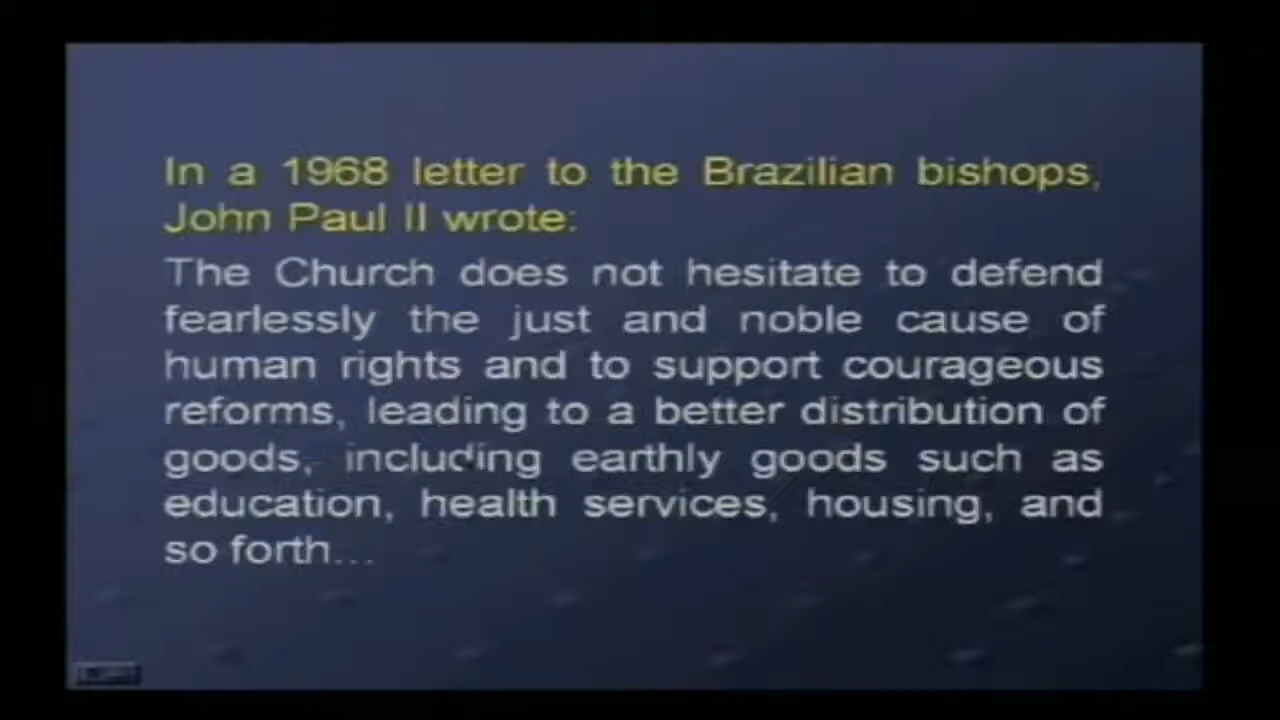 In a 1968 letter to the Brazilian bishops,
John Paul II wrote:
The Church does not hesitate to defend
fearlessly the just and noble cause of
human rights and to support courageous
reforms, leading to a better distribution of
goods, including earthly goods such as
education, health services, housing, and
so forth...